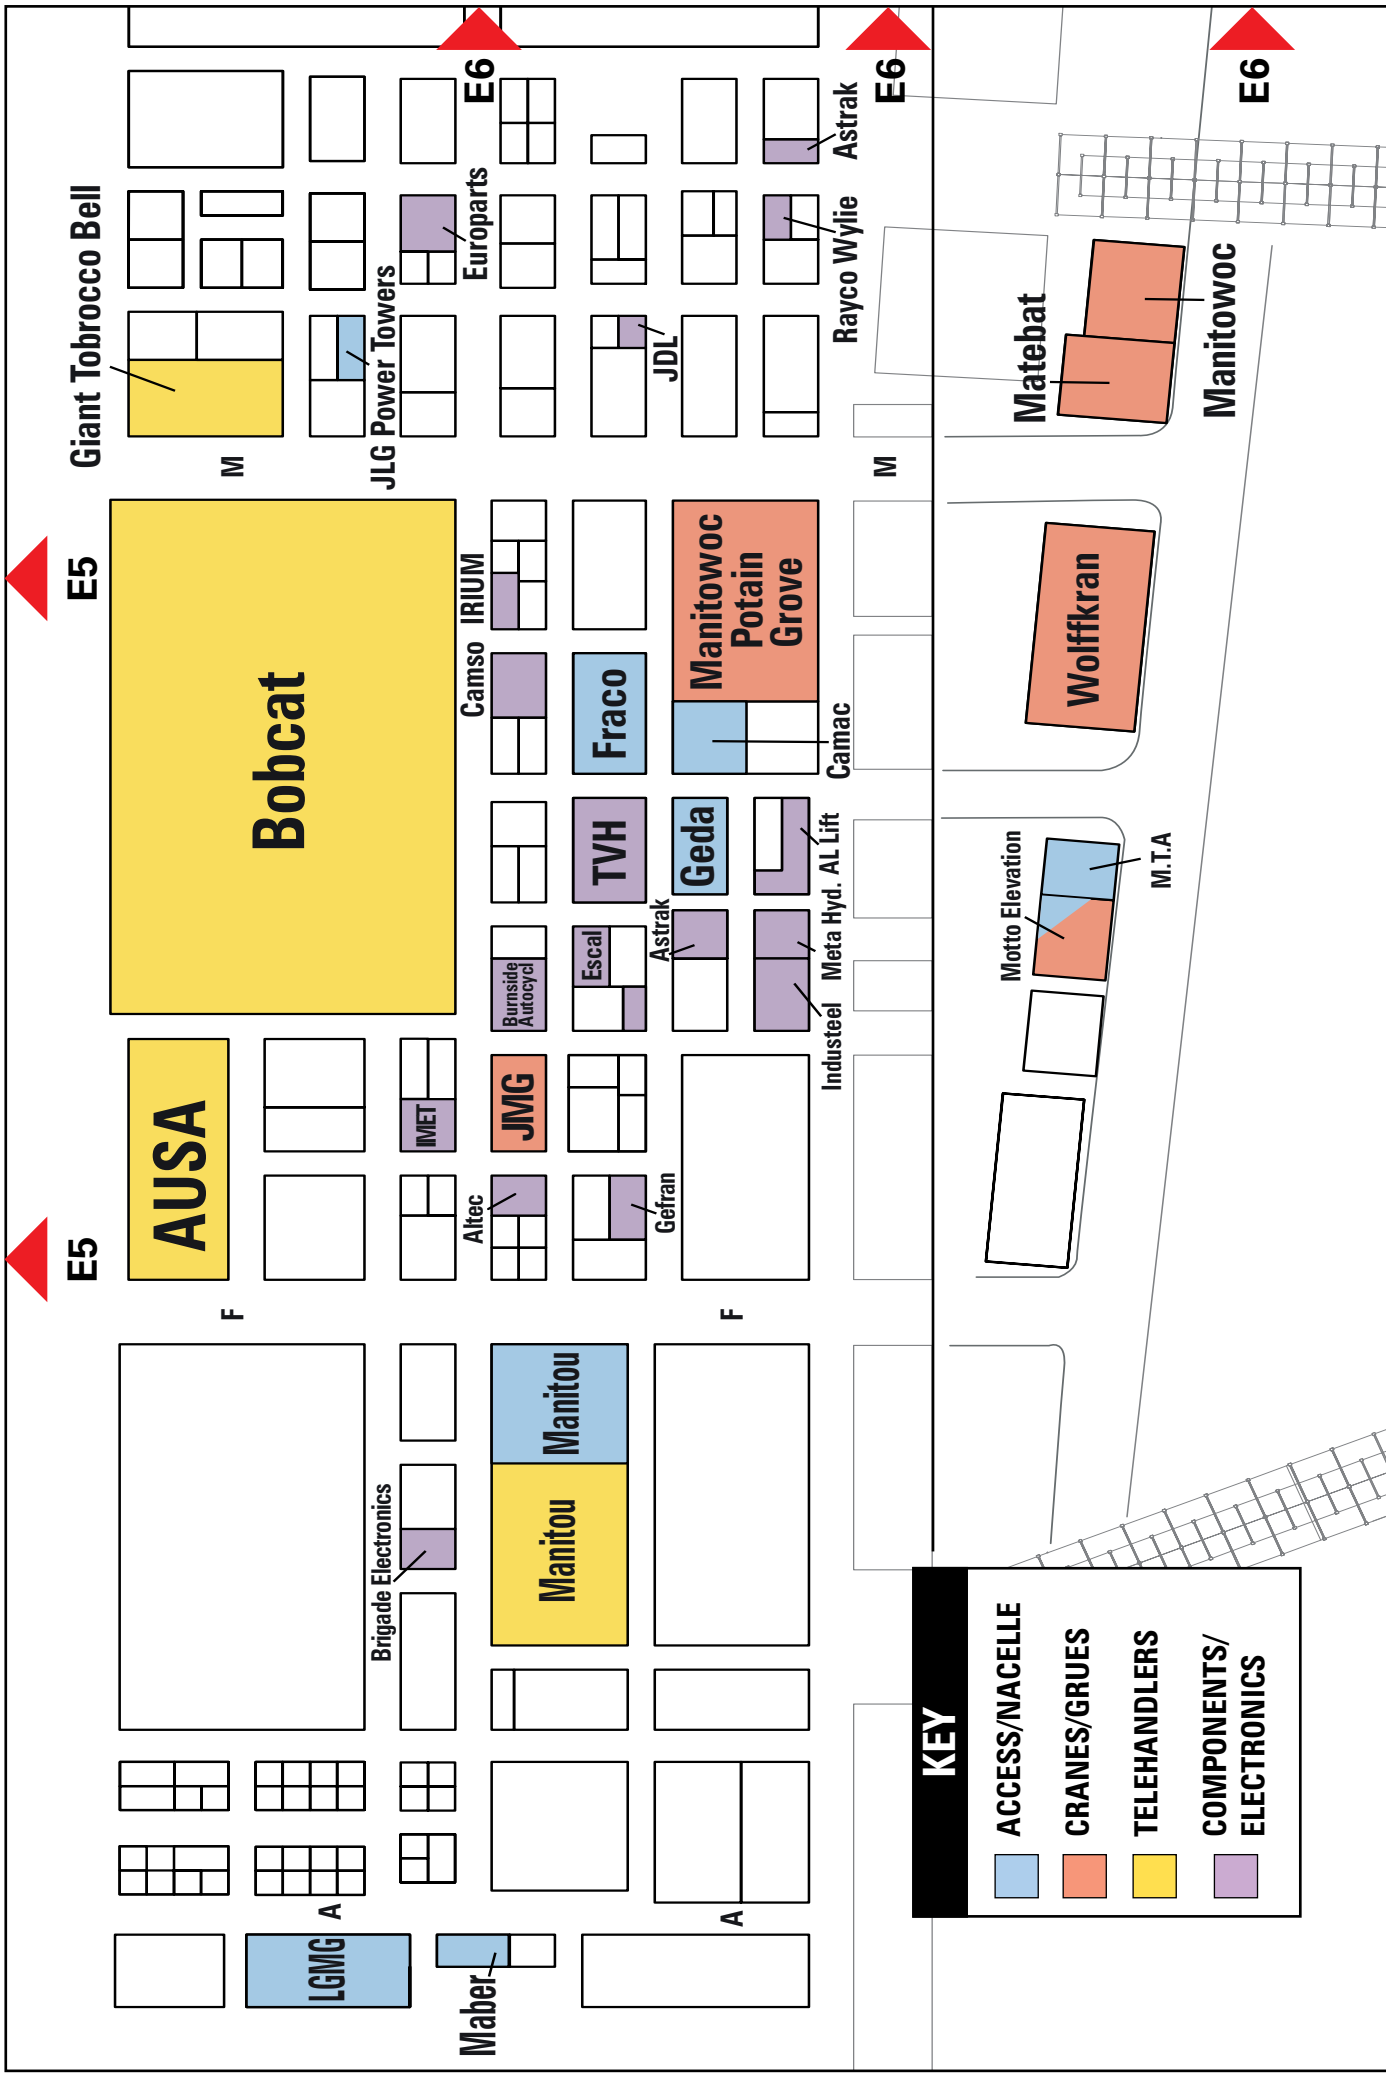 E6
E6
E6
Astrak
Europarts
Rayco Wylie
Giant Tobrocco Bell
JLG Power Towers
JDL
Matebat
Manitowoc
M
M
E5
Bobcat
IRIUM
Camso
Fraco
Manitowoc
Potain
Grove
Camac
Wolffkran
TVH
Geda
AL Lift
Burnside
Autocycl
Escal
Astrak
Meta Hyd.
Industeel
Motto Elevation
M.T.A
AUSA
IMET
JMG
Altec
Gefran
E5
F
F
Manitou
Manitou
Brigade Electronics
A
A
LGMG
Maber
KEY
ACCESS/NACELLE
CRANES/GRUES
TELEHANDLERS
COMPONENTS/
ELECTRONICS